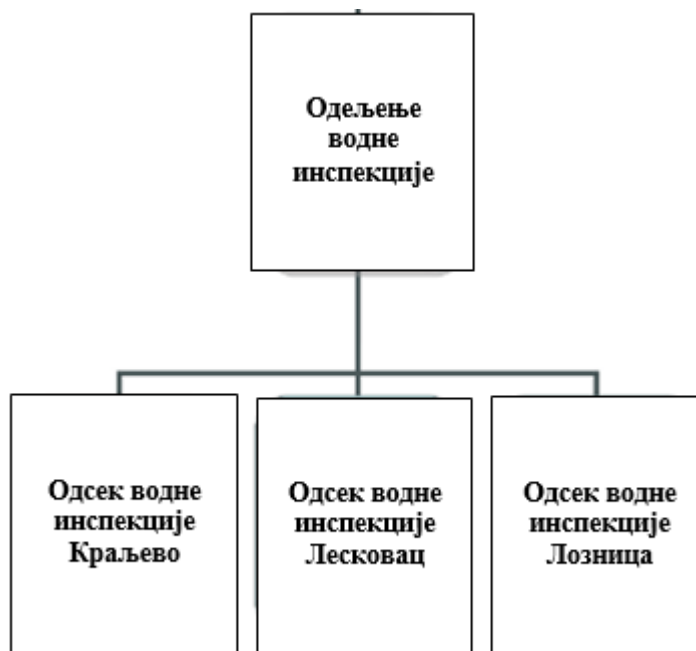 Одељење
водне
инспекције
Одсек водне
инспекције
Краљево
Одсек водне
инспекције
Лесковац
Одсек водне
инспекције
Лозница